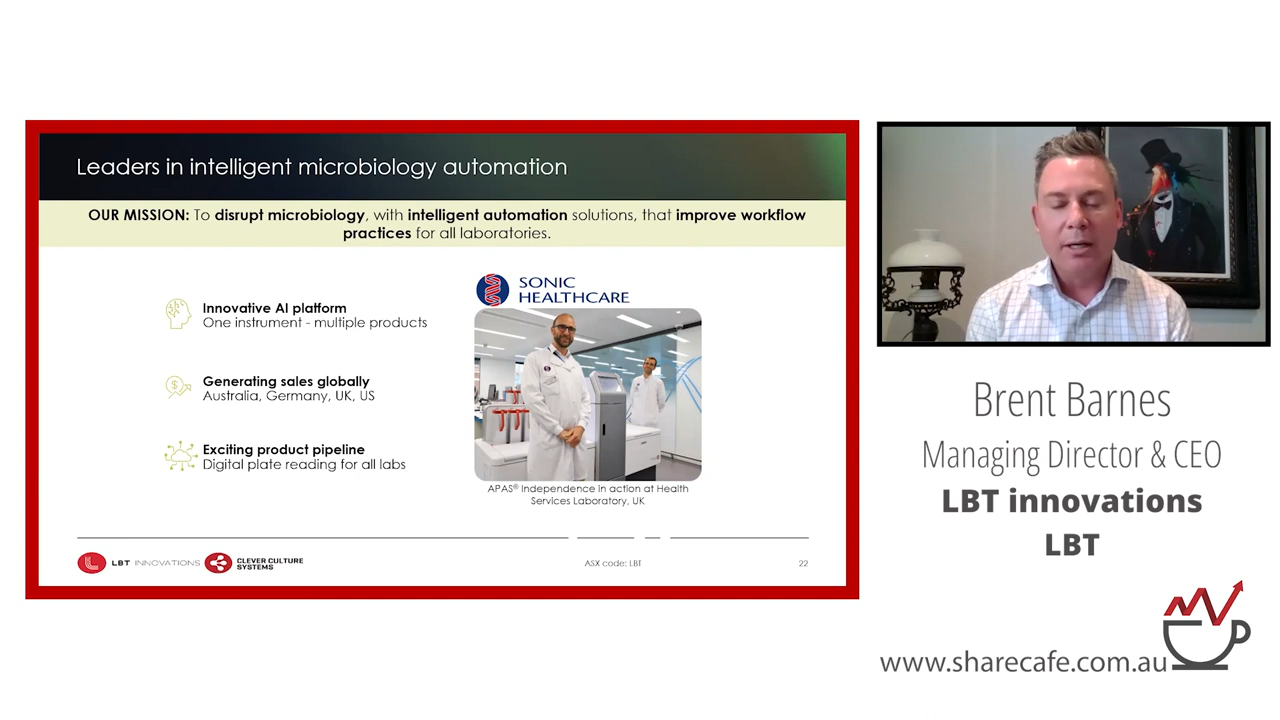 Leaders in intelligent microbiology automation
OUR MISSION: To disrupt microbiology, with intelligent automation solutions, that improve workflow
practices for all laboratories.
Innovative AI platform
One instrument - multiple products
Generating sales globally
Australia, Germany, UK, US
Exciting product pipeline
Digital plate reading for all labs
SONIC
HEALTHCARE
APAS® Independence in action at Health
Services Laboratory, UK
LBT INNOVATIONS
CLEVER CULTURE
SYSTEMS
ASX code: LBT
22
Brent Barnes
Managing Director & CEO
LBT innovations
LBT
www.sharecafe.com.au